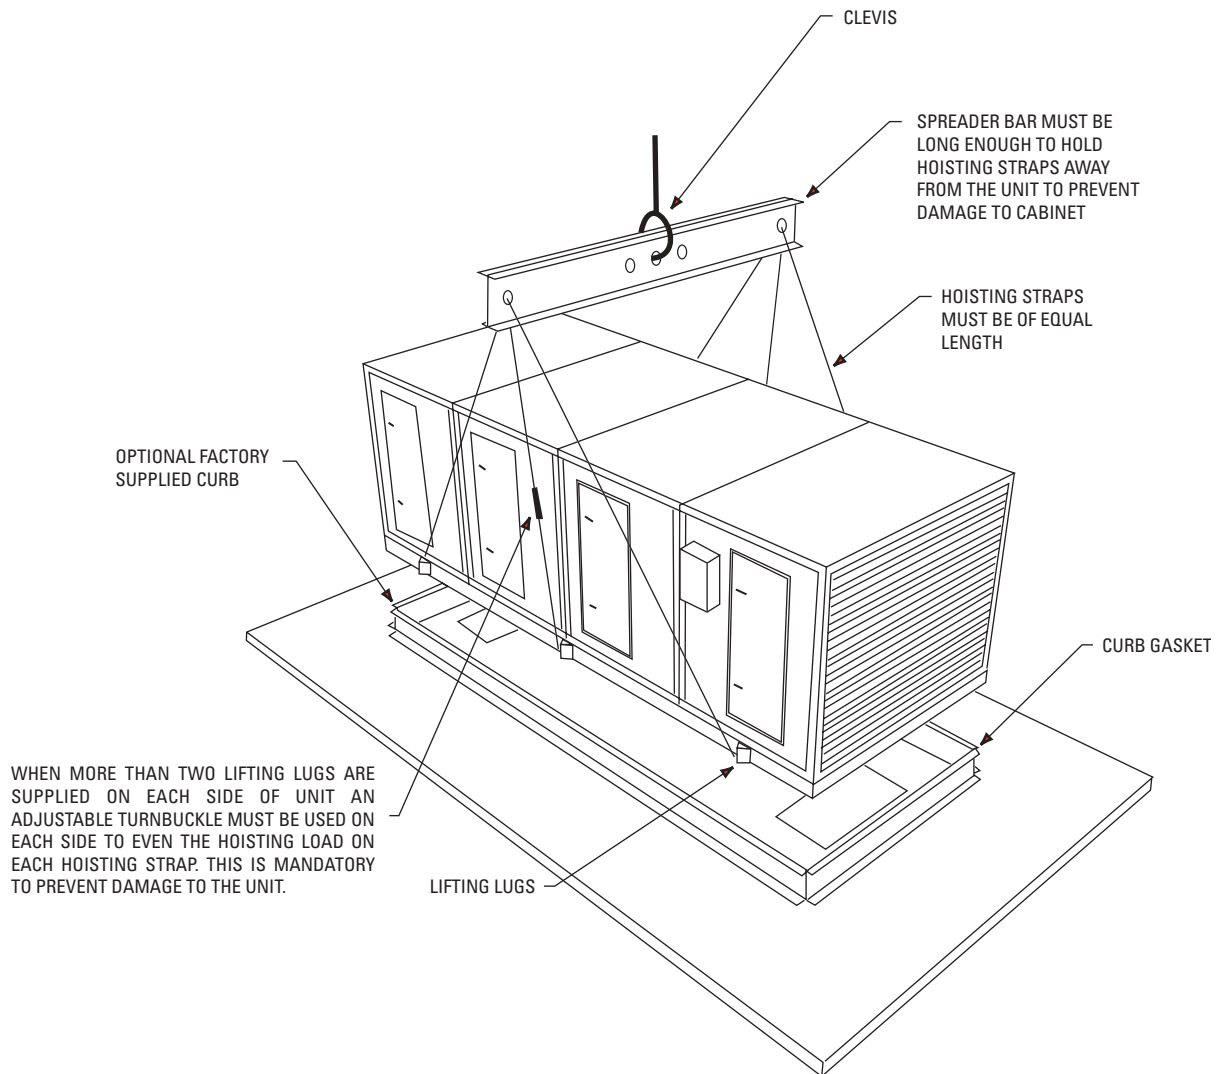 CLEVIS
SPREADER BAR MUST BE
LONG ENOUGH TO HOLD
HOISTING STRAPS AWAY
FROM THE UNIT TO PREVENT
DAMAGE TO CABINET
HOISTING STRAPS
MUST BE OF EQUAL
LENGTH
OPTIONAL FACTORY
SUPPLIED CURB
CURB GASKET
WHEN MORE THAN TWO LIFTING LUGS ARE
SUPPLIED ON EACH SIDE OF UNIT AN
ADJUSTABLE TURNBUCKLE MUST BE USED ON
EACH SIDE TO EVEN THE HOISTING LOAD ON
EACH HOISTING STRAP. THIS IS MANDATORY
TO PREVENT DAMAGE TO THE UNIT.
LIFTING LUGS